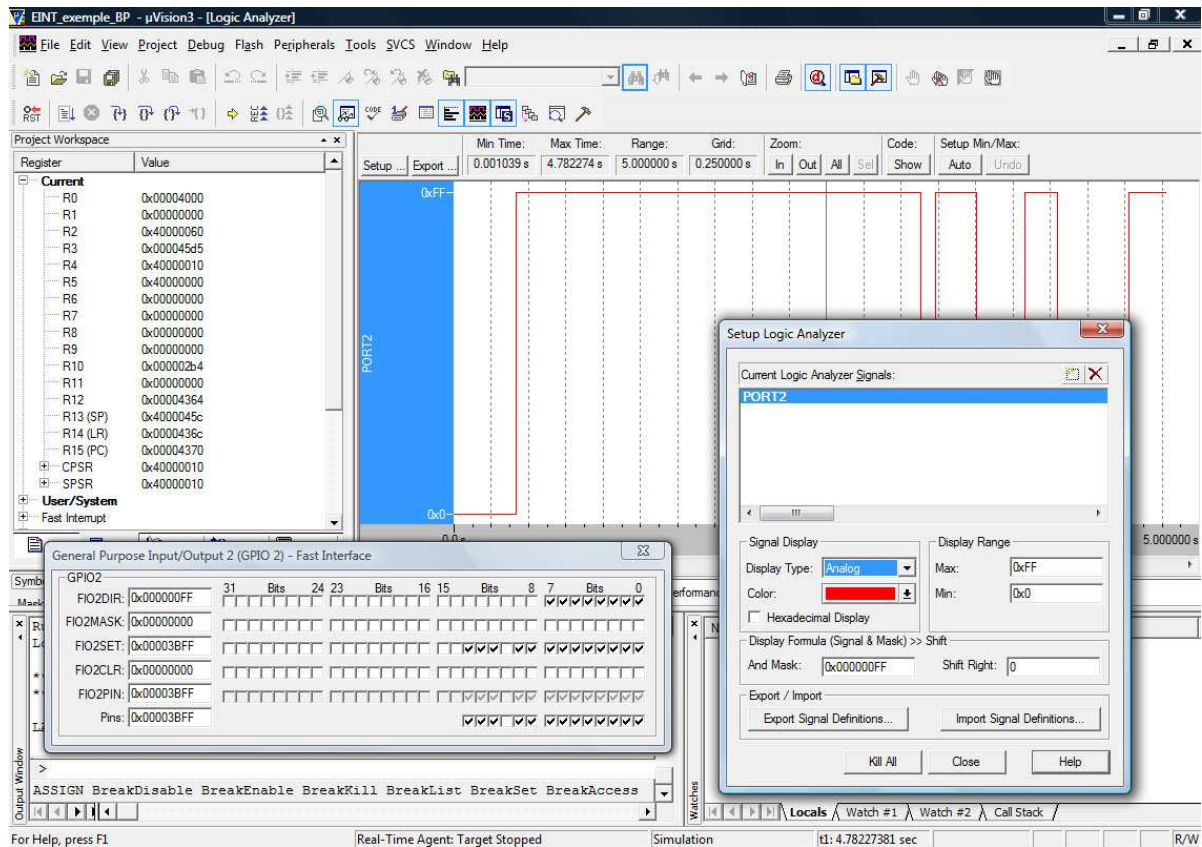 EINT_exemple_BP - µVision3 - [Logic Analyzer]
File Edit View Project Debug Flash Peripherals Tools SVCS Window Help
Project Workspace
Register Value
Current
R0 0x00004000
R1 0x00000000
R2 0x40000060
R3 0x000045d5
R4 0x40000010
R5 0x40000000
R6 0x00000000
R7 0x00000000
R8 0x00000000
R9 0x00000000
R10 0x000002b4
R11 0x00000000
R12 0x00004364
R13 (SP) 0x4000045c
R14 (LR) 0x0000436c
R15 (PC) 0x00004370
CPSR 0x40000010
SPSR 0x40000010
User/System
Fast Interrupt
Min Time: Max Time: Range: Grid: Zoom: Code: Setup Min/Max:
Setup ... Export ... 0.001039 s 4.782274 s 5.000000 s 0.250000 s In Out All Sel Show Auto Undo
0xFF
PORT2
0x0
5.000000 s
Setup Logic Analyzer
Current Logic Analyzer Signals:
PORT2
Signal Display
Display Type: Analog
Color:
Hexadecimal Display
Display Range
Max: 0xFF
Min: 0x0
Display Formula (Signal & Mask) >> Shift
And Mask: 0x000000FF Shift Right: 0
Export / Import
Export Signal Definitions... Import Signal Definitions...
Kill All Close Help
General Purpose Input/Output 2 (GPIO 2) - Fast Interface
GPIO2
31 Bits 24 23 Bits 16 15 Bits 8 7 Bits 0
FIO2DIR: 0x000000FF
FIO2MASK: 0x00000000
FIO2SET: 0x00003BFF
FIO2CLR: 0x00000000
FIO2PIN: 0x00003BFF
Pins: 0x00003BFF
>
ASSIGN BreakDisable BreakEnable BreakKill BreakList BreakSet BreakAccess
Output Window
Watches
Locals Watch #1 Watch #2 Call Stack
For Help, press F1 Real-Time Agent: Target Stopped Simulation t1: 4.78227381 sec R/W